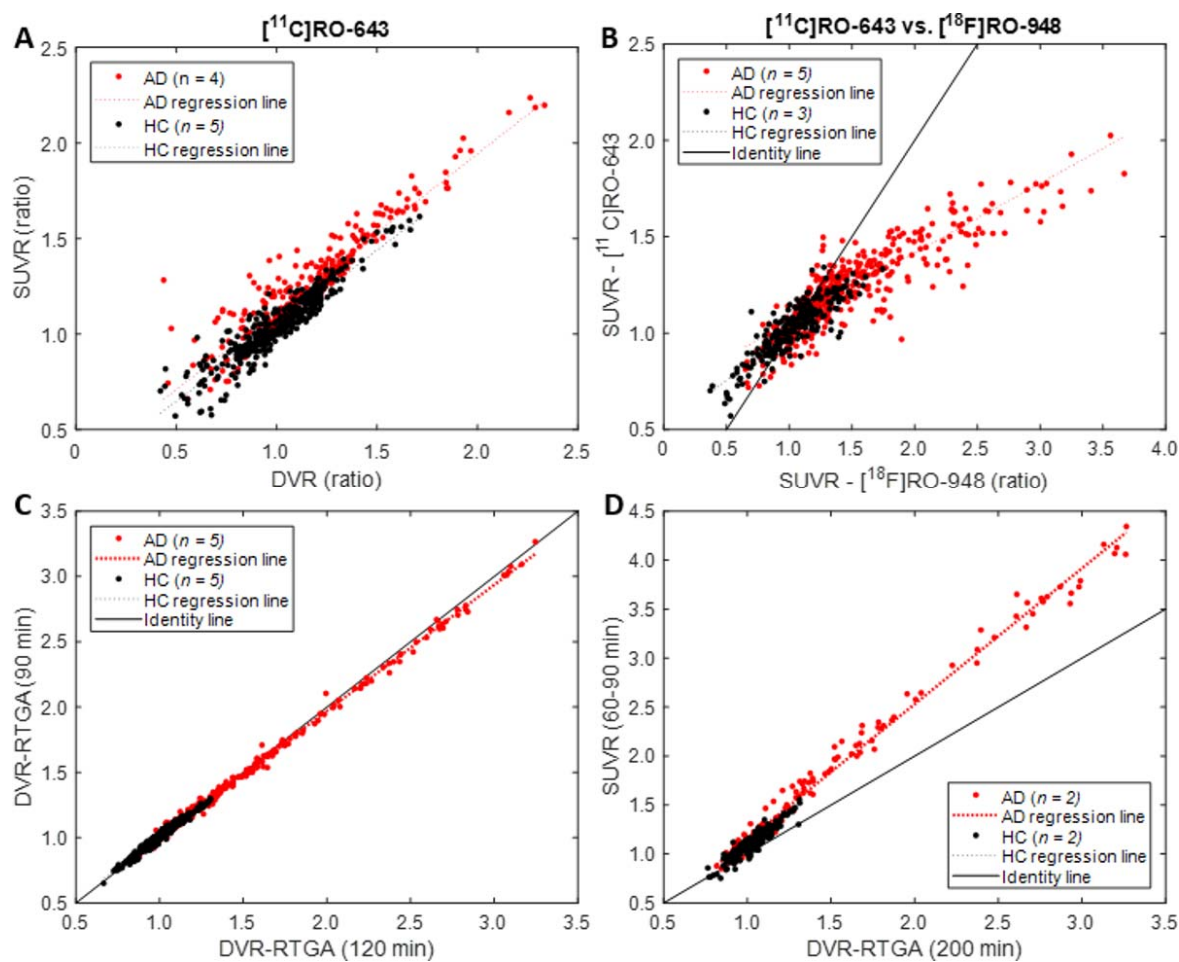 A
[¹¹C]RO-643
2.5
2.0
1.5
1.0
0.5
SUVR (ratio)
AD (n = 4)
AD regression line
HC (n = 5)
HC regression line
0
0.5
1.0
1.5
2.0
2.5
DVR (ratio)
B
[¹¹C]RO-643 vs. [¹⁸F]RO-948
2.5
2.0
1.5
1.0
0.5
SUVR - [¹¹ C]RO-643
AD (n = 5)
AD regression line
HC (n = 3)
HC regression line
Identity line
0
0.5
1.0
1.5
2.0
2.5
3.0
3.5
4.0
SUVR - [¹⁸F]RO-948 (ratio)
C
3.5
3.0
2.5
2.0
1.5
1.0
0.5
DVR-RTGA (90 min)
AD (n = 5)
AD regression line
HC (n = 5)
HC regression line
Identity line
0.5
1.0
1.5
2.0
2.5
3.0
3.5
DVR-RTGA (120 min)
D
4.5
4.0
3.5
3.0
2.5
2.0
1.5
1.0
0.5
SUVR (60-90 min)
AD (n = 2)
AD regression line
HC (n = 2)
HC regression line
Identity line
0.5
1.0
1.5
2.0
2.5
3.0
3.5
DVR-RTGA (200 min)